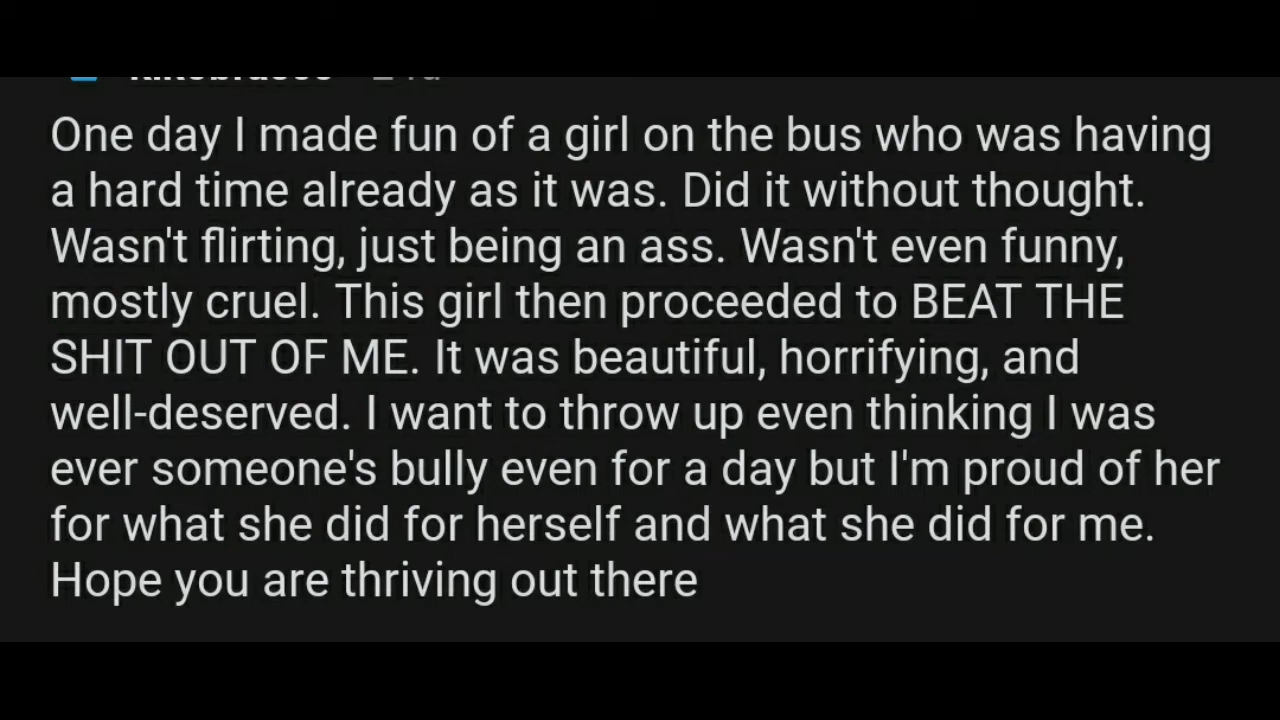 One day I made fun of a girl on the bus who was having
a hard time already as it was. Did it without thought.
Wasn't flirting, just being an ass. Wasn't even funny,
mostly cruel. This girl then proceeded to BEAT THE
SHIT OUT OF ME. It was beautiful, horrifying, and
well-deserved. I want to throw up even thinking I was
ever someone's bully even for a day but I'm proud of her
for what she did for herself and what she did for me.
Hope you are thriving out there